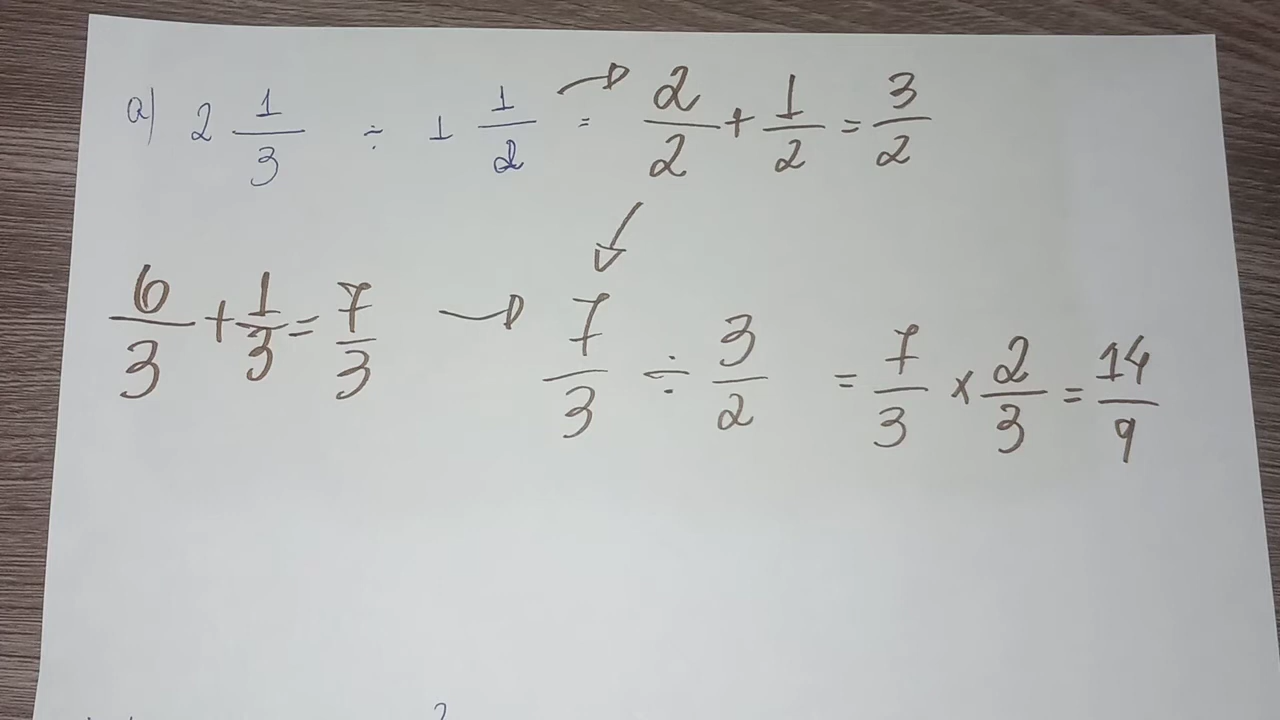 a) 2 1/3 ÷ 1 1/2 = → 2/2 + 1/2 = 3/2
6/3 + 1/3 = 7/3 → 7/3 ÷ 3/2 = 7/3 × 2/3 = 14/9